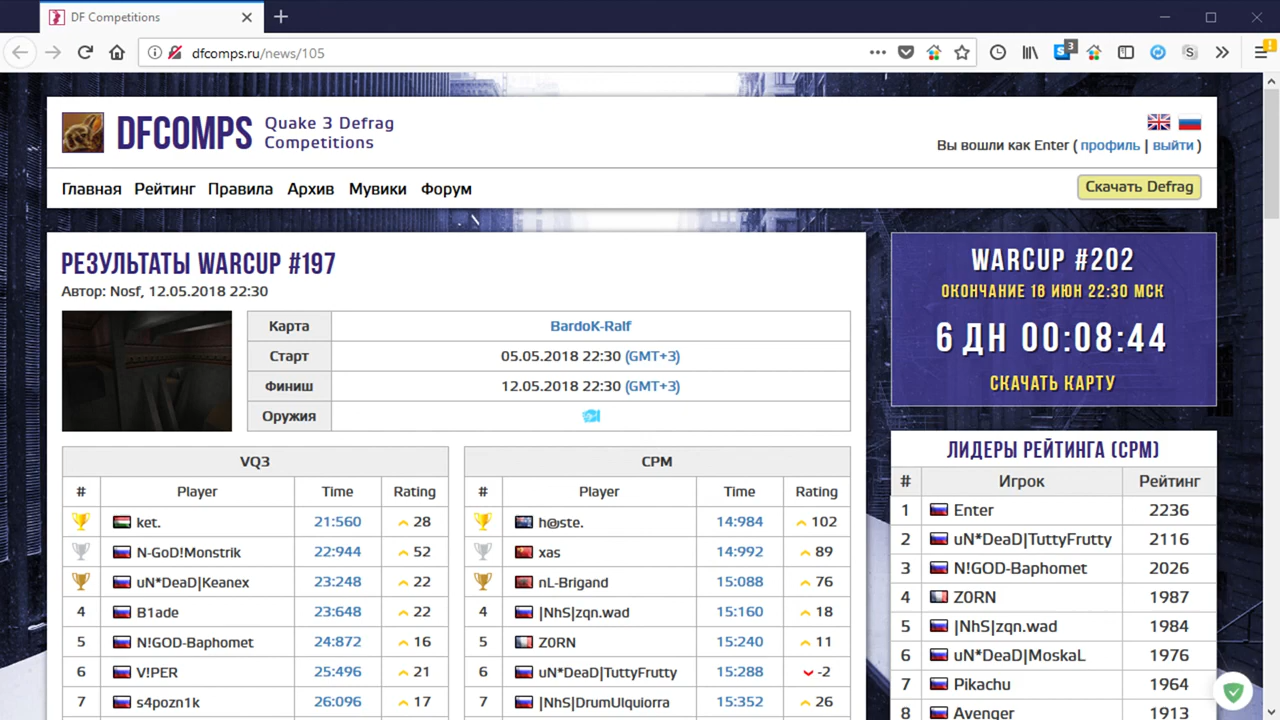 DF Competitions
dfcomps.ru/news/105
3
S
DFCOMPS
Quake 3 Defrag
Competitions
Вы вошли как Enter ( профиль | выйти )
Главная Рейтинг Правила Архив Мувики Форум
Скачать Defrag
РЕЗУЛЬТАТЫ WARCUP #197
Автор: Nosf, 12.05.2018 22:30
Карта BardoK-Ralf
Старт 05.05.2018 22:30 (GMT+3)
Финиш 12.05.2018 22:30 (GMT+3)
Оружия
VQ3
# Player Time Rating
ket. 21:560 28
N-GoD!Monstrik 22:944 52
uN*DeaD|Keanex 23:248 22
4 B1ade 23:648 22
5 N!GOD-Baphomet 24:872 16
6 V!PER 25:496 21
7 s4pozn1k 26:096 17
CPM
# Player Time Rating
h@ste. 14:984 102
xas 14:992 89
nL-Brigand 15:088 76
4 |NhS|zqn.wad 15:160 18
5 Z0RN 15:240 11
6 uN*DeaD|TuttyFrutty 15:288 -2
7 |NhS|DrumUlquiorra 15:352 26
WARCUP #202
ОКОНЧАНИЕ 16 ИЮН 22:30 МСК
6 ДН 00:08:44
СКАЧАТЬ КАРТУ
ЛИДЕРЫ РЕЙТИНГА (CPM)
# Игрок Рейтинг
1 Enter 2236
2 uN*DeaD|TuttyFrutty 2116
3 N!GOD-Baphomet 2026
4 Z0RN 1987
5 |NhS|zqn.wad 1984
6 uN*DeaD|MoskaL 1976
7 Pikachu 1964
8 Avenger 1913